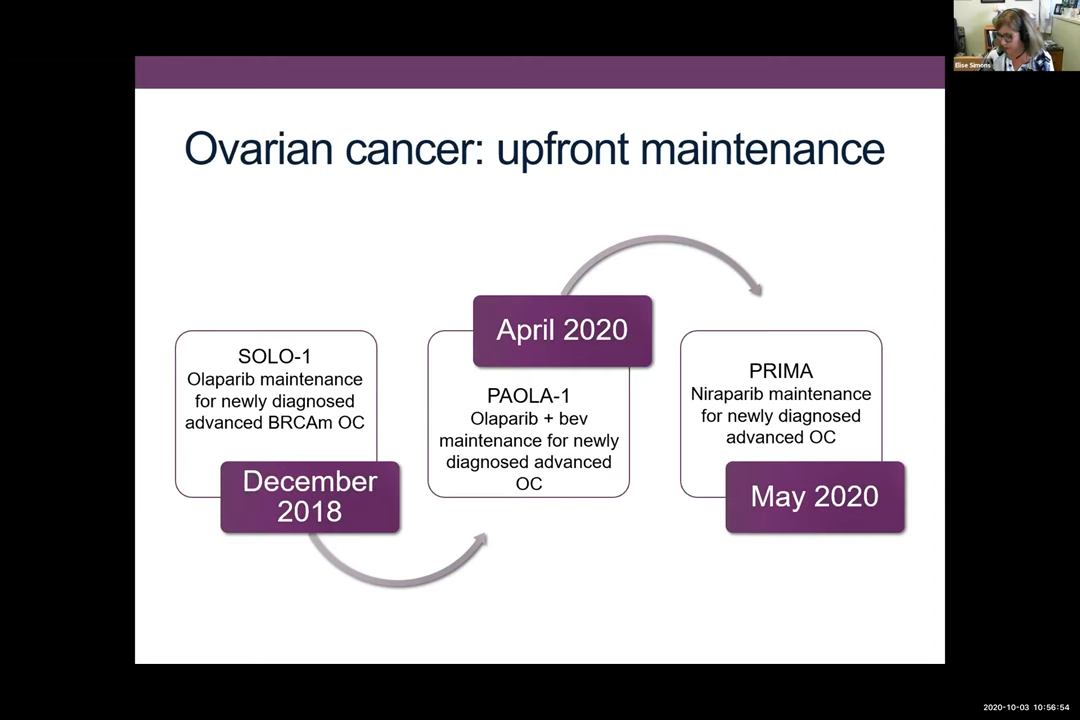 Elise Simons
Ovarian cancer: upfront maintenance
SOLO-1
Olaparib maintenance
for newly diagnosed
advanced BRCAm OC
December
2018
April 2020
PAOLA-1
Olaparib + bev
maintenance for newly
diagnosed advanced
OC
PRIMA
Niraparib maintenance
for newly diagnosed
advanced OC
May 2020
2020-10-03 10:56:54